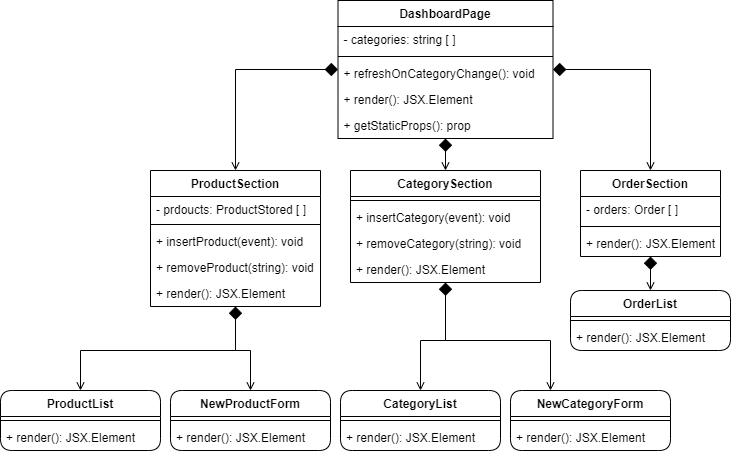 DashboardPage
- categories: string [ ]
+ refreshOnCategoryChange(): void
+ render(): JSX.Element
+ getStaticProps(): prop
ProductSection
- prdoucts: ProductStored [ ]
+ insertProduct(event): void
+ removeProduct(string): void
+ render(): JSX.Element
CategorySection
+ insertCategory(event): void
+ removeCategory(string): void
+ render(): JSX.Element
OrderSection
- orders: Order [ ]
+ render(): JSX.Element
OrderList
+ render(): JSX.Element
ProductList
+ render(): JSX.Element
NewProductForm
+ render(): JSX.Element
CategoryList
+ render(): JSX.Element
NewCategoryForm
+ render(): JSX.Element